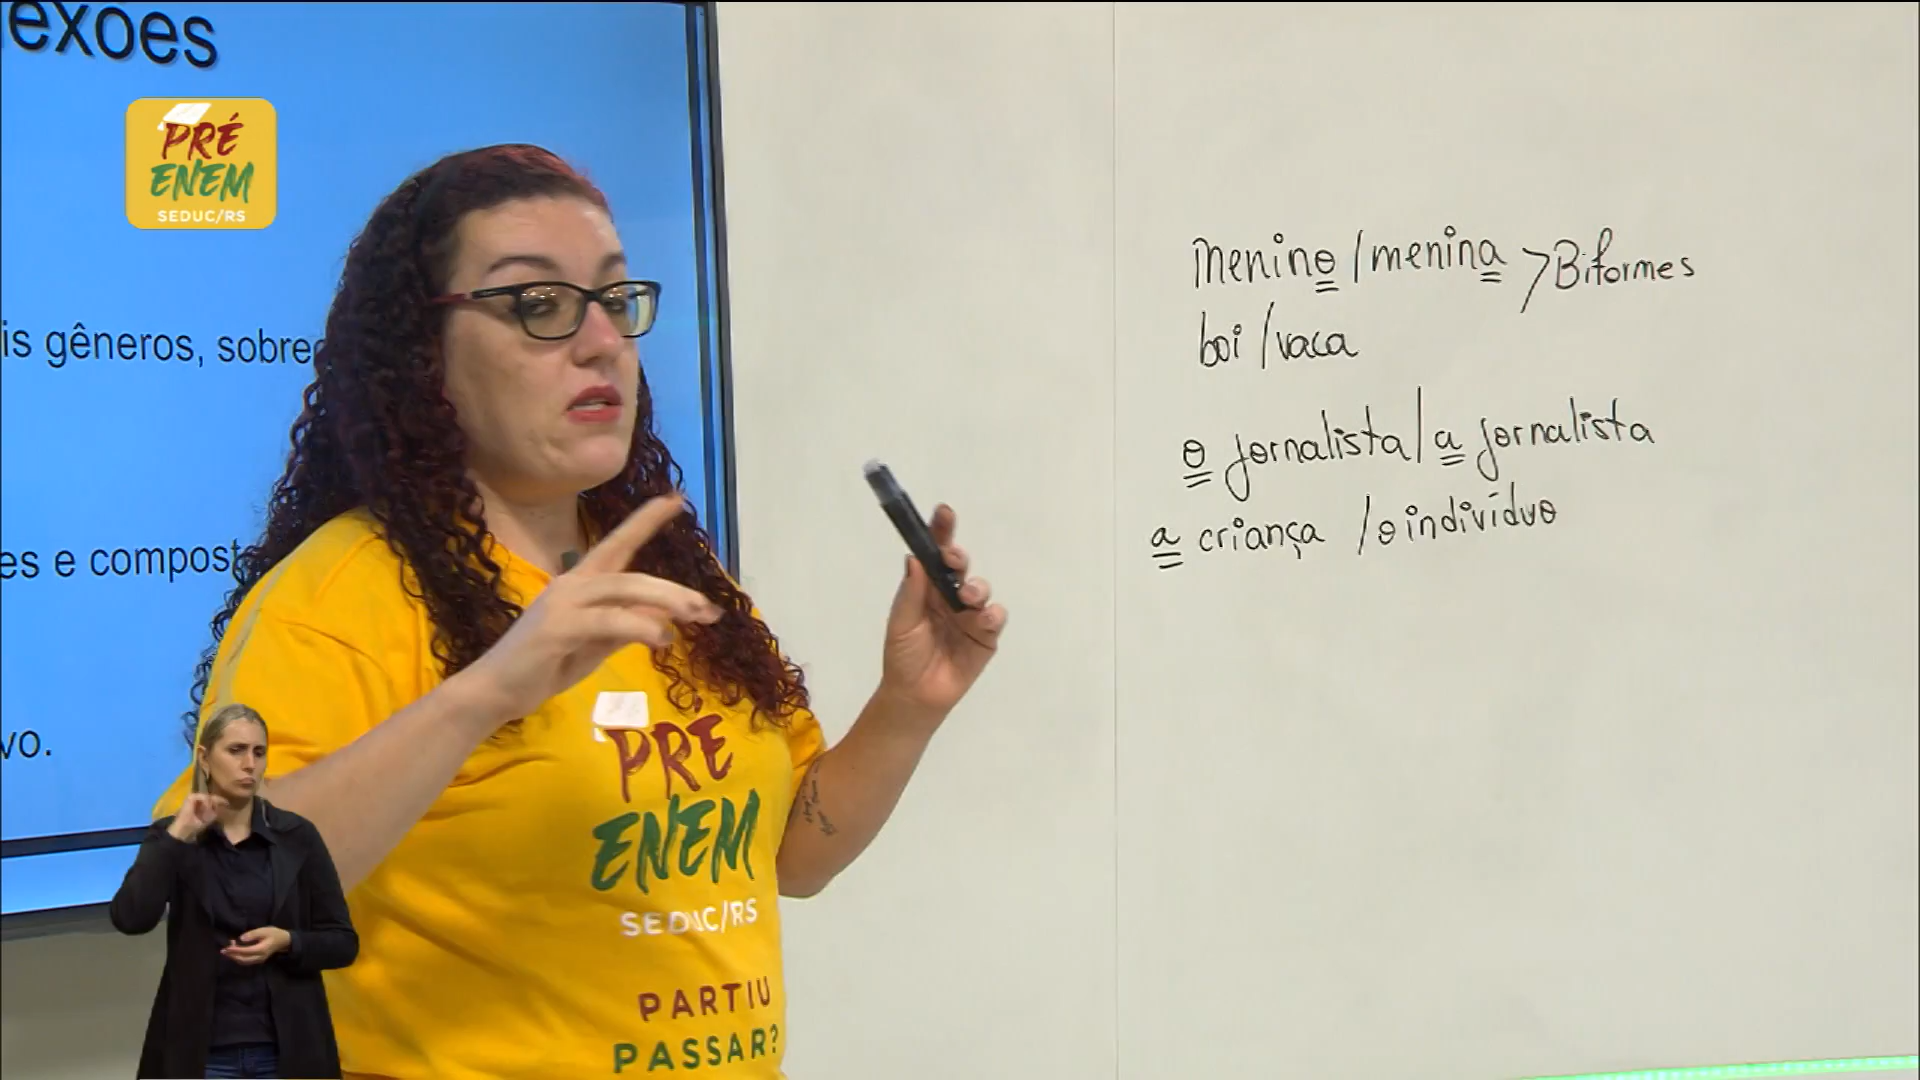 exões
PRÉ
ENEM
SEDUC/RS
is gêneros, sobre
es e compost
vo.
menino/menina > Biformes
boi/vaca
o jornalista/a jornalista
a criança /o indivíduo
PRÉ
ENEM
SEDUC/RS
PARTIU
PASSAR?